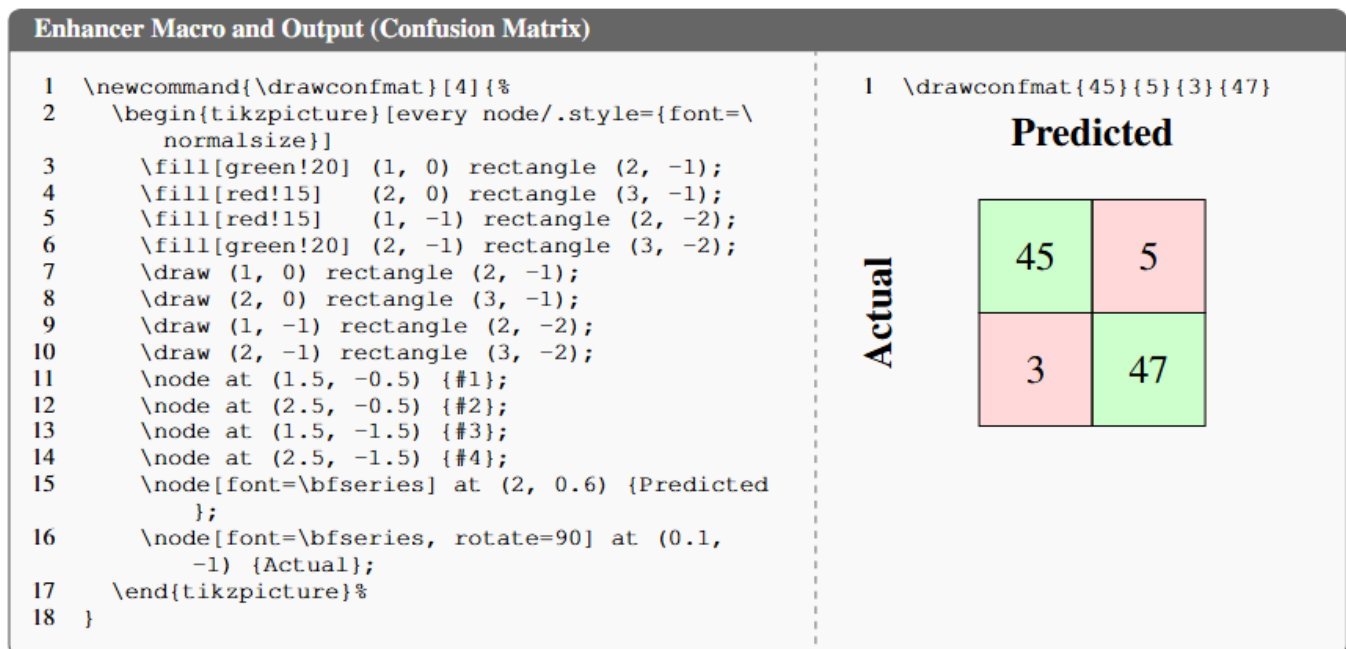 Enhancer Macro and Output (Confusion Matrix)
1 \newcommand{\drawconfmat}[4]{%
2 \begin{tikzpicture}[every node/.style={font=\
normalsize}]
3 \fill[green!20] (1, 0) rectangle (2, -1);
4 \fill[red!15] (2, 0) rectangle (3, -1);
5 \fill[red!15] (1, -1) rectangle (2, -2);
6 \fill[green!20] (2, -1) rectangle (3, -2);
7 \draw (1, 0) rectangle (2, -1);
8 \draw (2, 0) rectangle (3, -1);
9 \draw (1, -1) rectangle (2, -2);
10 \draw (2, -1) rectangle (3, -2);
11 \node at (1.5, -0.5) {#1};
12 \node at (2.5, -0.5) {#2};
13 \node at (1.5, -1.5) {#3};
14 \node at (2.5, -1.5) {#4};
15 \node[font=\bfseries] at (2, 0.6) {Predicted
};
16 \node[font=\bfseries, rotate=90] at (0.1,
-1) {Actual};
17 \end{tikzpicture}%
18 }
1 \drawconfmat{45}{5}{3}{47}
Predicted
Actual
45 5
3 47